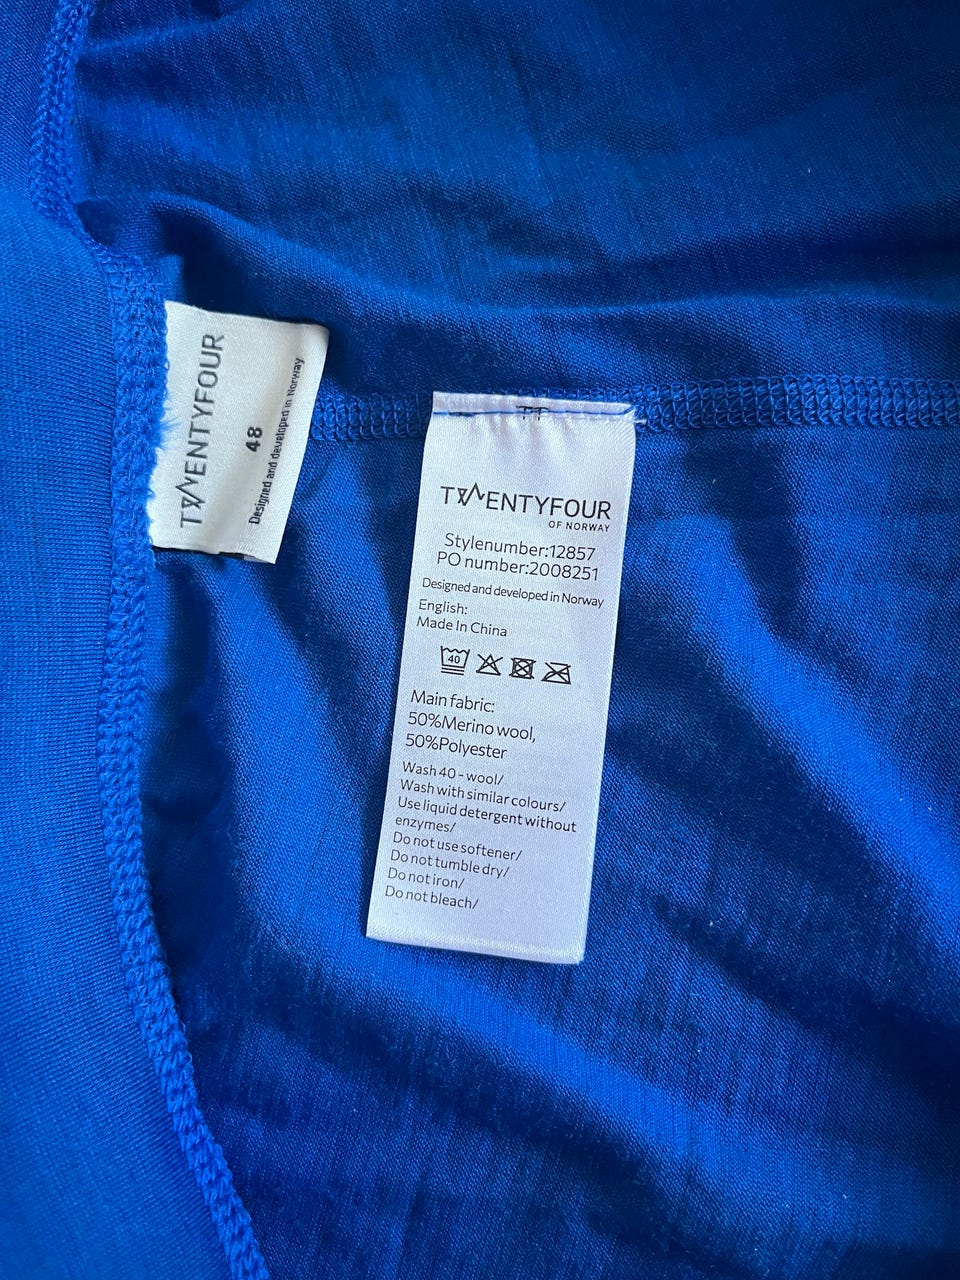 TWENTYFOUR
48
Designed and developed in Norway
TWENTYFOUR
OF NORWAY
Stylenumber:12857
PO number:2008251
Designed and developed in Norway
English:
Made In China
40
Main fabric:
50%Merino wool,
50%Polyester
Wash 40 - wool/
Wash with similar colours/
Use liquid detergent without
enzymes/
Do not use softener/
Do not tumble dry/
Do not iron/
Do not bleach/